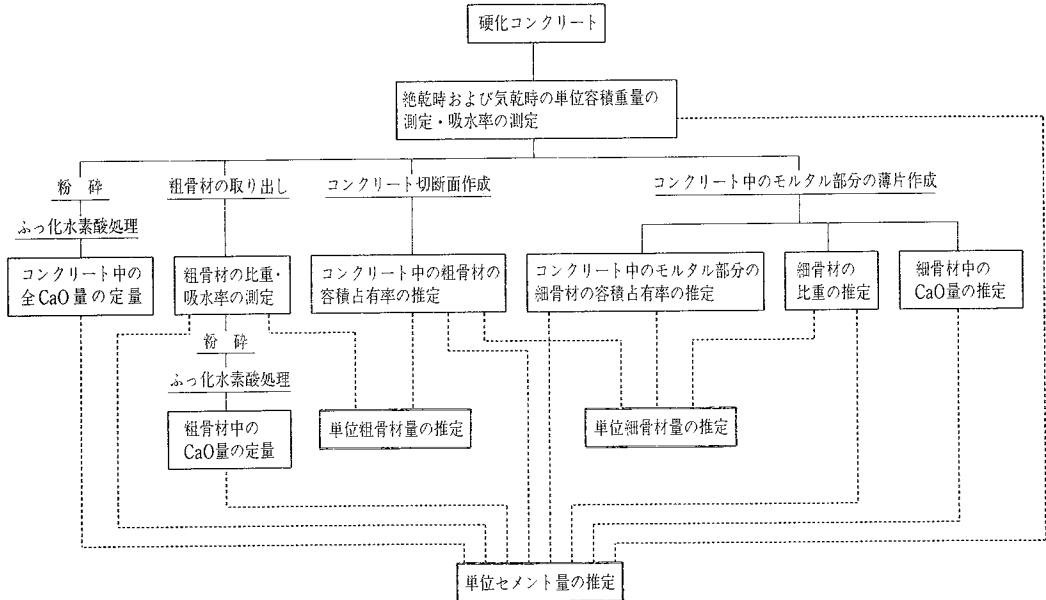 硬化コンクリート
絶乾時および気乾時の単位容積重量の
測定・吸水率の測定
粉　砕
粗骨材の取り出し
コンクリート切断面作成
コンクリート中のモルタル部分の薄片作成
ふっ化水素酸処理
コンクリート中の
全CaO量の定量
粗骨材の比重・
吸水率の測定
コンクリート中の粗骨材の
容積占有率の推定
コンクリート中のモルタル部分の
細骨材の容積占有率の推定
細骨材の
比重の推定
細骨材中の
CaO量の推定
粉　砕
ふっ化水素酸処理
粗骨材中の
CaO量の定量
単位粗骨材量の推定
単位細骨材量の推定
単位セメント量の推定